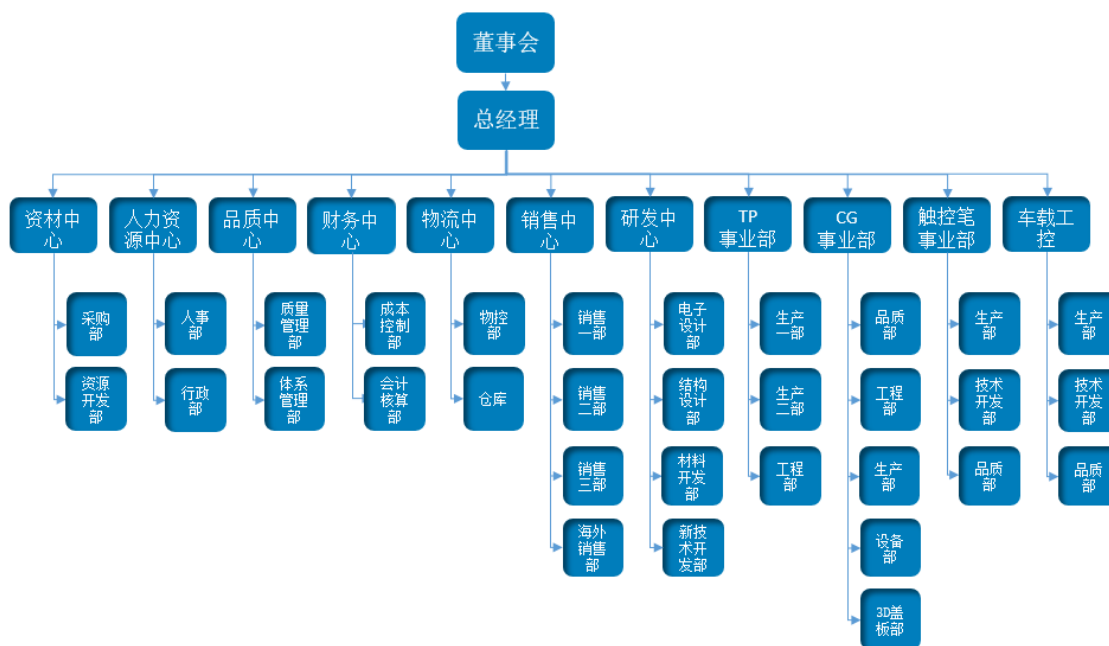 董事会
总经理
资材中
心
人力资
源中心
品质中
心
财务中
心
物流中
心
销售中
心
研发中
心
TP
事业部
CG
事业部
触控笔
事业部
车载工
控
采购
部
资源
开发
部
人事
部
行政
部
质量
管理
部
体系
管理
部
成本
控制
部
会计
核算
部
物控
部
仓库
销售
一部
销售
二部
销售
三部
海外
销售
部
电子
设计
部
结构
设计
部
材料
开发
部
新技
术开
发部
生产
一部
生产
二部
工程
部
品质
部
工程
部
生产
部
设备
部
3D盖
板部
生产
部
技术
开发
部
品质
部
生产
部
技术
开发
部
品质
部